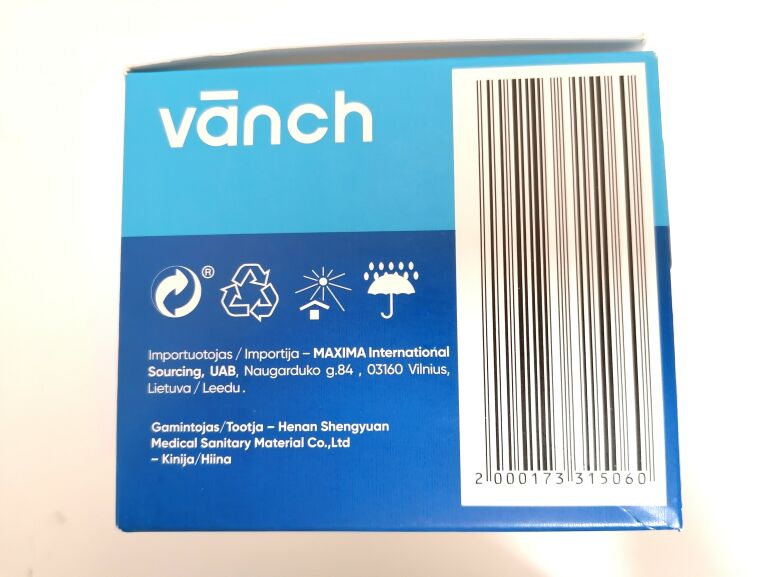 vānch
®
Importuotojas / Importija – MAXIMA International
Sourcing, UAB, Naugarduko g.84 , 03160 Vilnius,
Lietuva / Leedu .
Gamintojas/Tootja – Henan Shengyuan
Medical Sanitary Material Co.,Ltd
– Kinija/Hiina
2 000173 315060